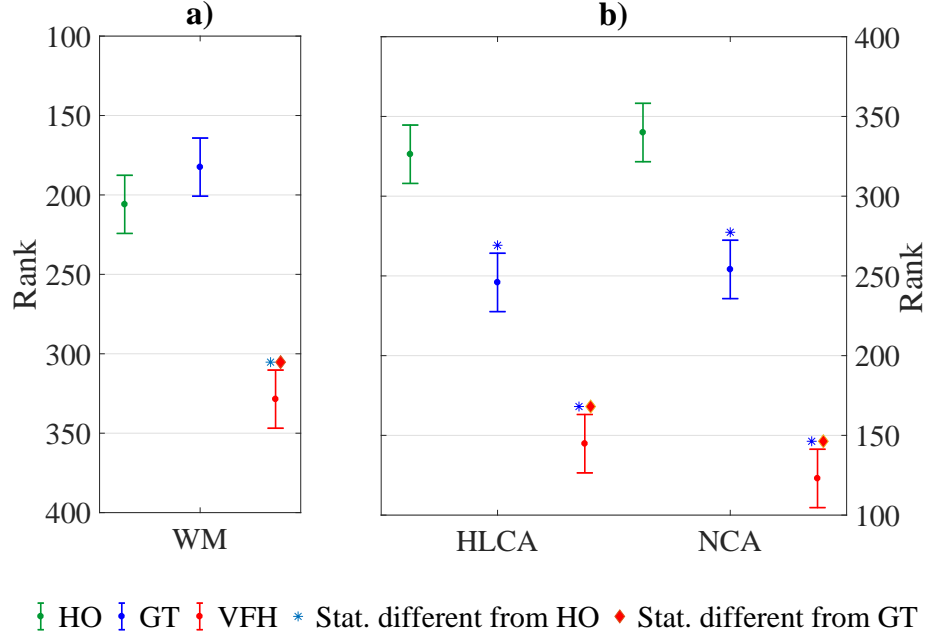 a)
b)
Rank
100
150
200
250
300
350
400
WM
400
350
300
250
200
150
100
Rank
HLCA
NCA
HO GT VFH Stat. different from HO Stat. different from GT